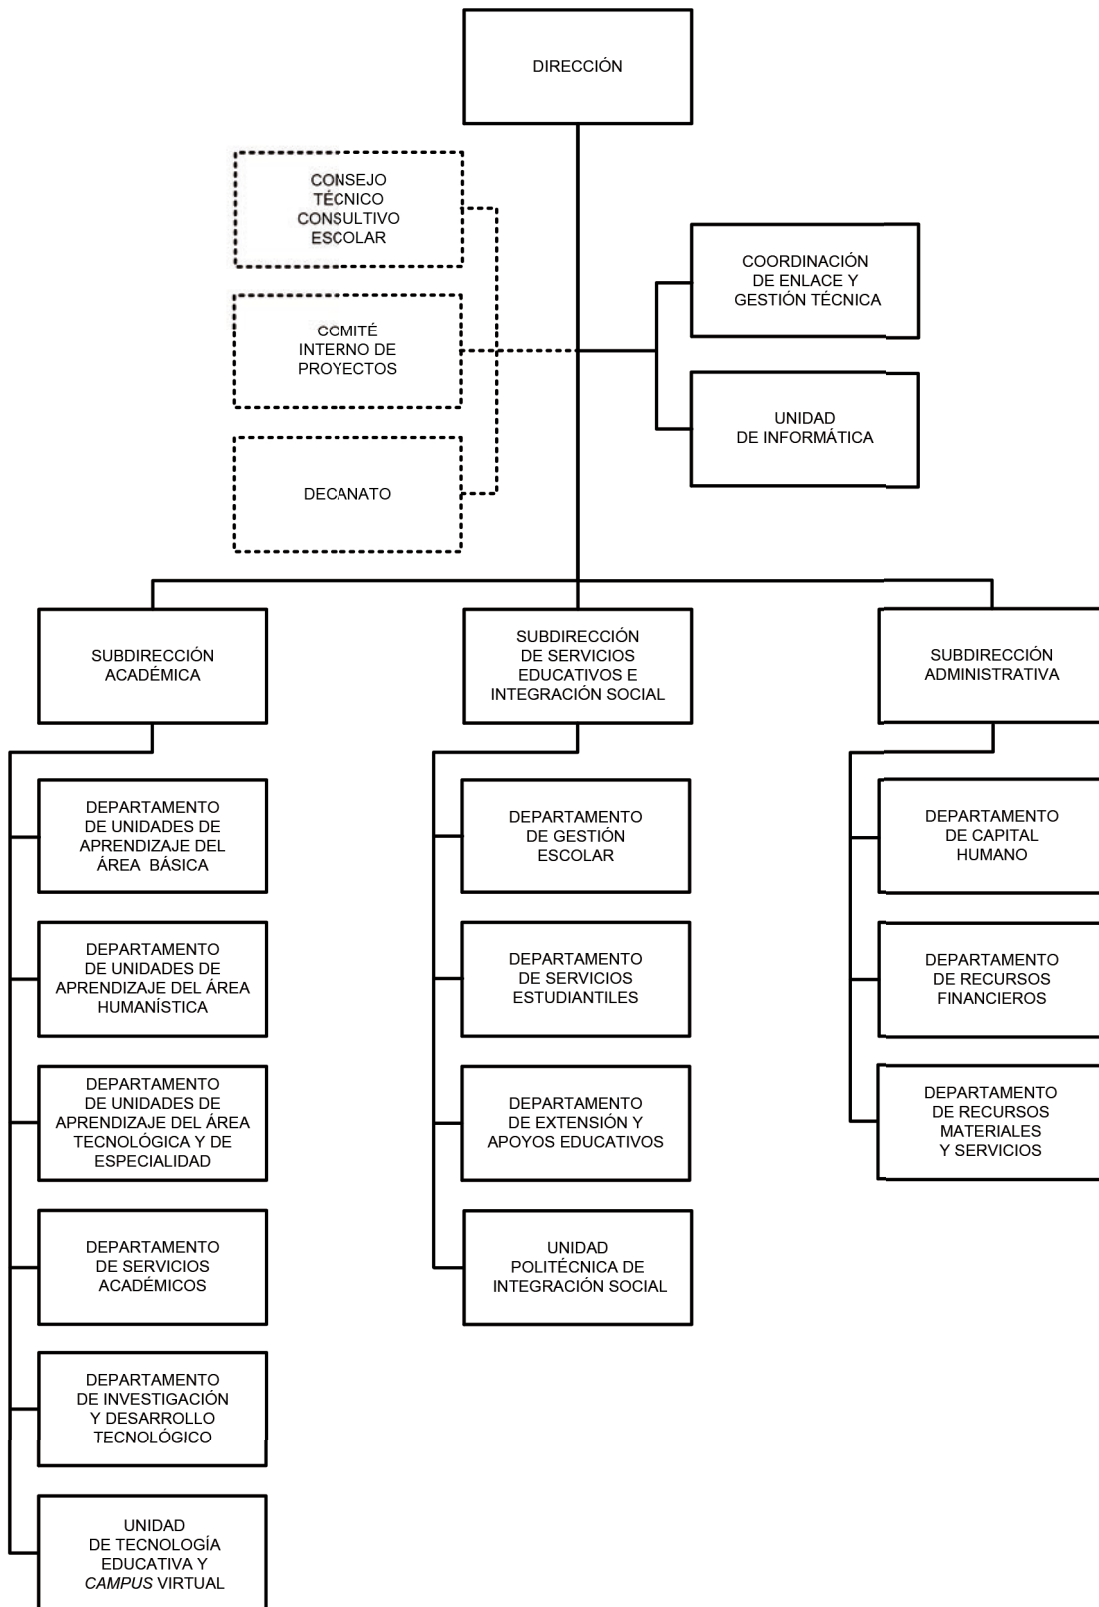 DIRECCIÓN
CONSEJO
TÉCNICO
CONSULTIVO
ESCOLAR
COORDINACIÓN
DE ENLACE Y
GESTIÓN TÉCNICA
COMITÉ
INTERNO DE
PROYECTOS
UNIDAD
DE INFORMÁTICA
DECANATO
SUBDIRECCIÓN
ACADÉMICA
SUBDIRECCIÓN
DE SERVICIOS
EDUCATIVOS E
INTEGRACIÓN SOCIAL
SUBDIRECCIÓN
ADMINISTRATIVA
DEPARTAMENTO
DE UNIDADES DE
APRENDIZAJE DEL
ÁREA BÁSICA
DEPARTAMENTO
DE UNIDADES DE
APRENDIZAJE DEL ÁREA
HUMANÍSTICA
DEPARTAMENTO
DE UNIDADES DE
APRENDIZAJE DEL ÁREA
TECNOLÓGICA Y DE
ESPECIALIDAD
DEPARTAMENTO
DE SERVICIOS
ACADÉMICOS
DEPARTAMENTO
DE INVESTIGACIÓN
Y DESARROLLO
TECNOLÓGICO
UNIDAD
DE TECNOLOGÍA
EDUCATIVA Y
CAMPUS VIRTUAL
DEPARTAMENTO
DE GESTIÓN
ESCOLAR
DEPARTAMENTO
DE SERVICIOS
ESTUDIANTILES
DEPARTAMENTO
DE EXTENSIÓN Y
APOYOS EDUCATIVOS
UNIDAD
POLITÉCNICA DE
INTEGRACIÓN SOCIAL
DEPARTAMENTO
DE CAPITAL
HUMANO
DEPARTAMENTO
DE RECURSOS
FINANCIEROS
DEPARTAMENTO
DE RECURSOS
MATERIALES
Y SERVICIOS